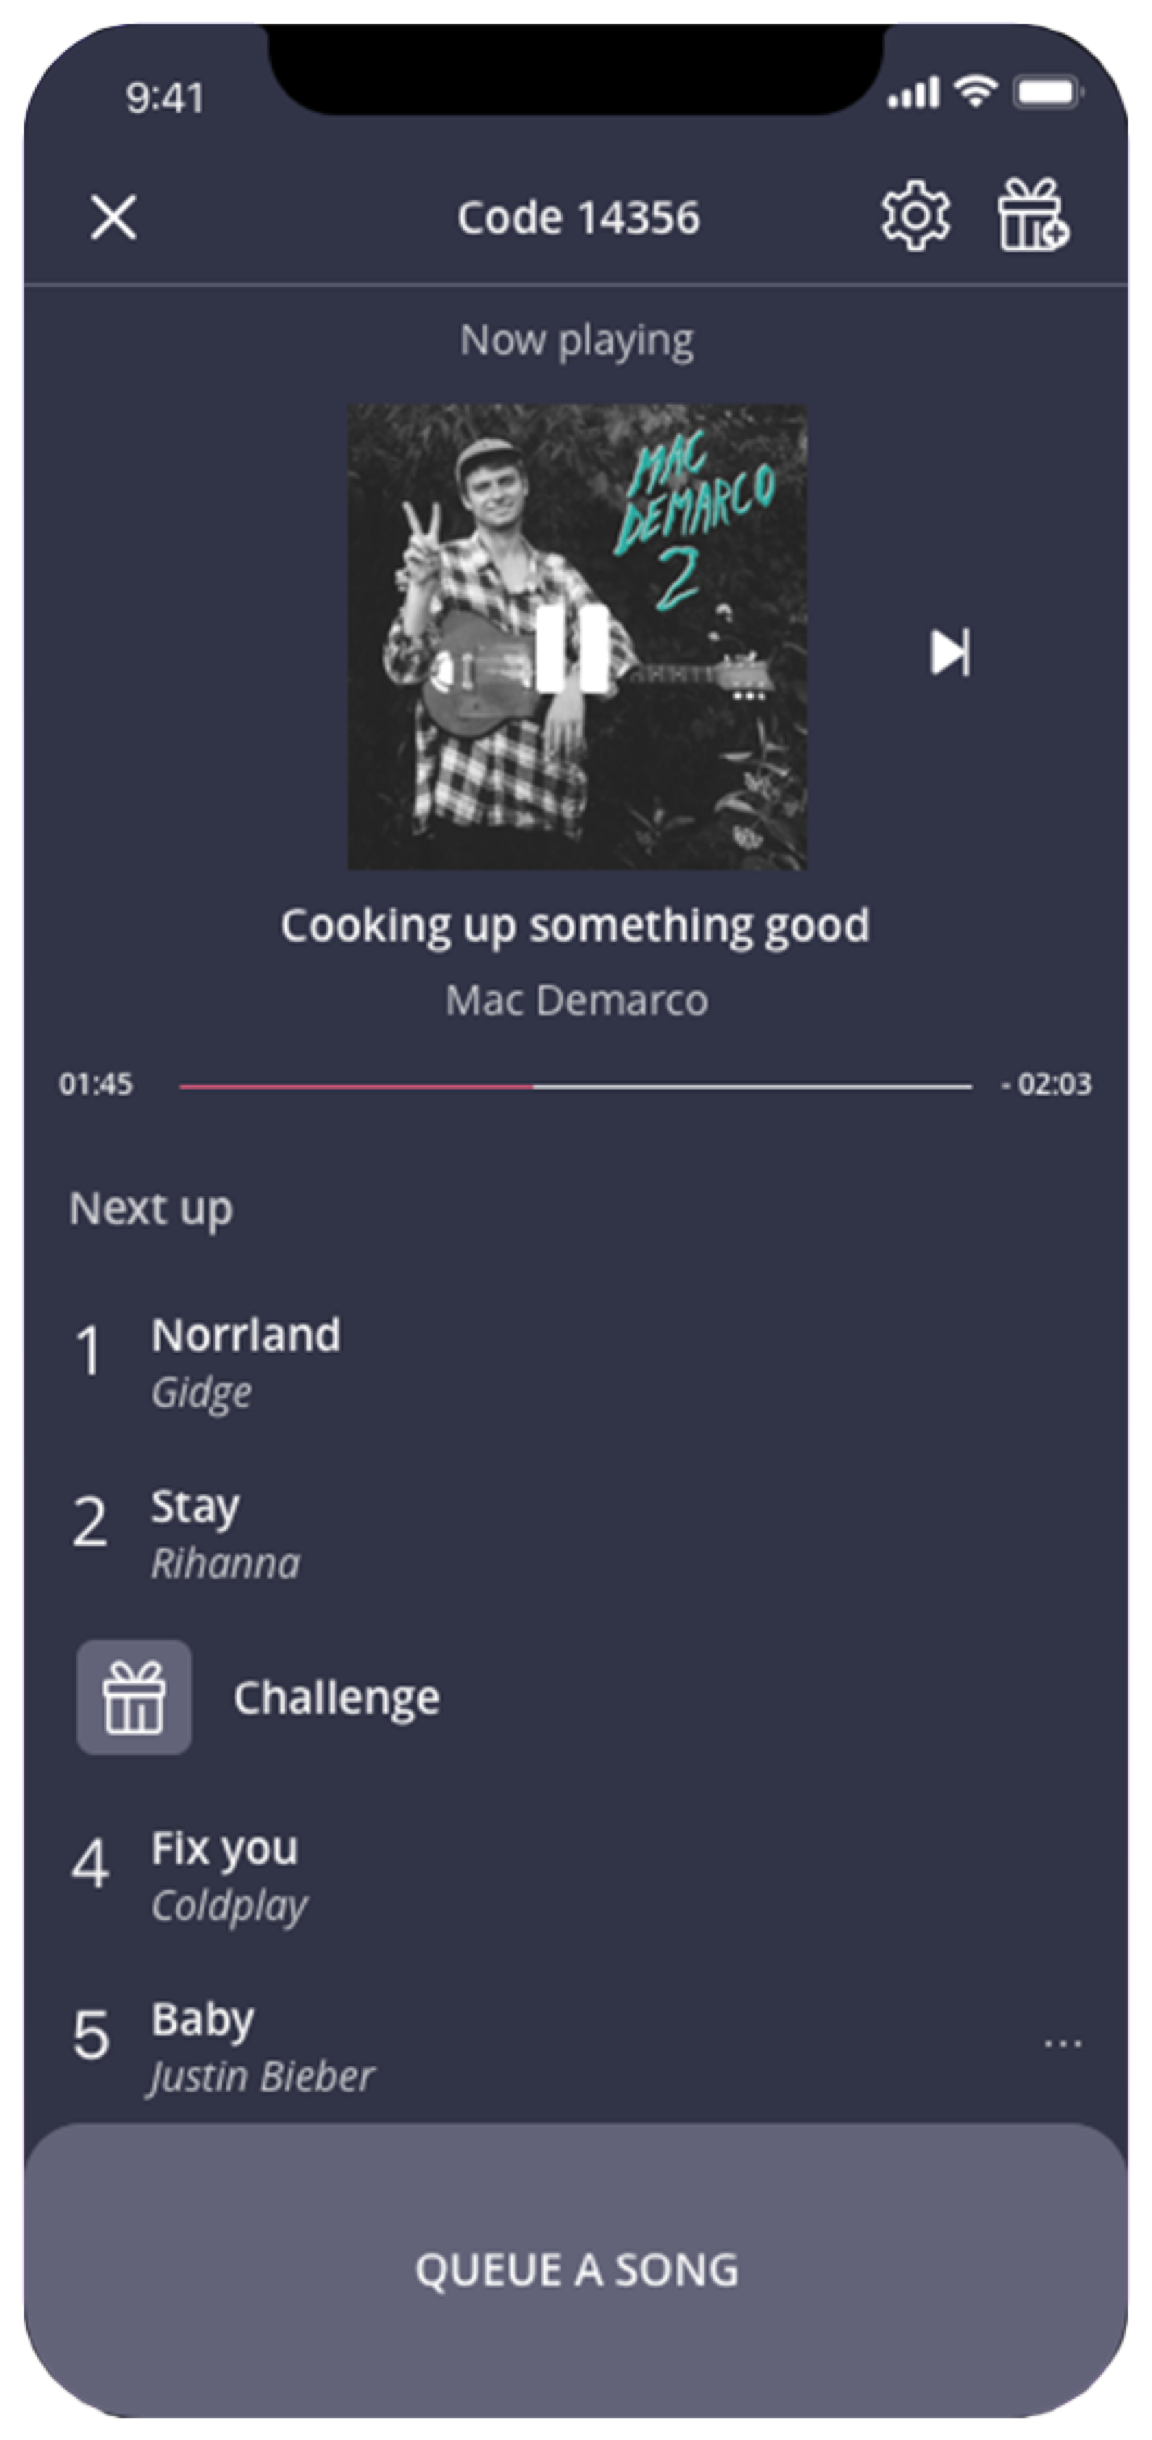 9:41
Code 14356
Now playing
MAC
DEMARCO
2
Cooking up something good
Mac Demarco
01:45 - 02:03
Next up
1 Norrland
Gidge
2 Stay
Rihanna
Challenge
4 Fix you
Coldplay
5 Baby ...
Justin Bieber
QUEUE A SONG